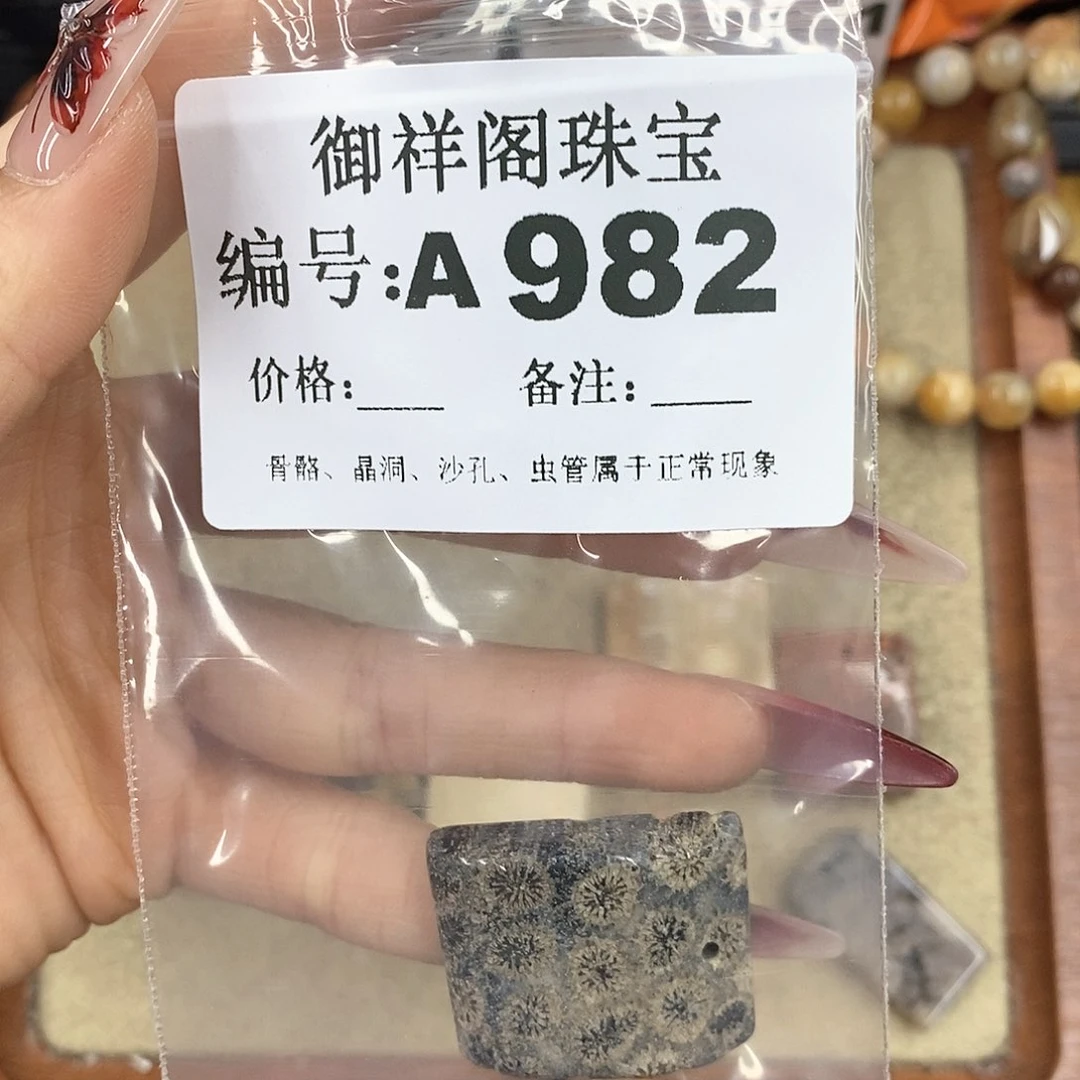 御祥阁珠宝
编号:A982
价格:___ 备注:____
骨骼、晶洞、沙孔、虫管属于正常现象